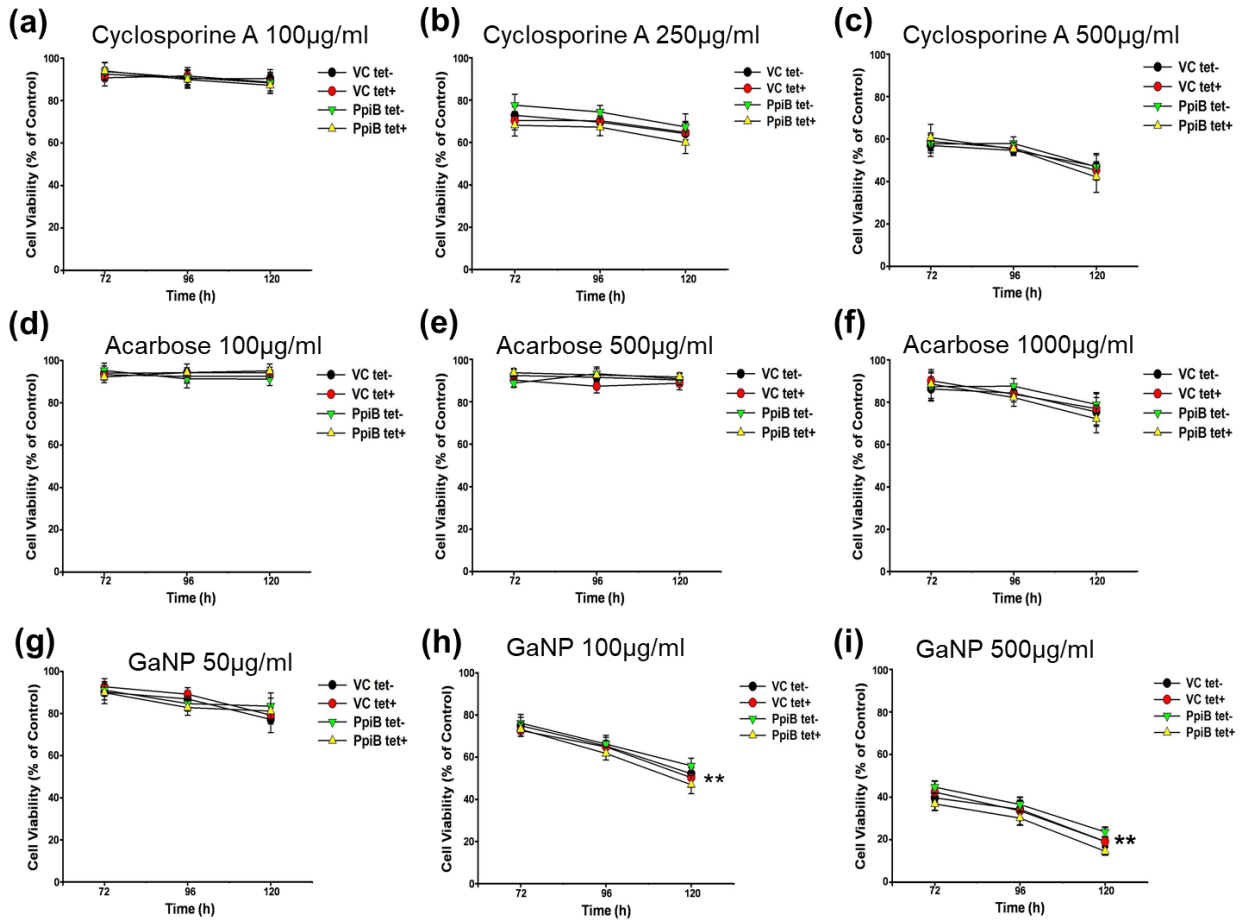 (a)
Cyclosporine A 100µg/ml
Cell Viability (% of Control)
100
80
60
40
20
0
72
96
120
Time (h)
VC tet-
VC tet+
PpiB tet-
PpiB tet+
(b)
Cyclosporine A 250µg/ml
Cell Viability (% of Control)
100
80
60
40
20
0
72
96
120
Time (h)
VC tet-
VC tet+
PpiB tet-
PpiB tet+
(c)
Cyclosporine A 500µg/ml
Cell Viability (% of Control)
100
80
60
40
20
0
72
96
120
Time (h)
VC tet-
VC tet+
PpiB tet-
PpiB tet+
(d)
Acarbose 100µg/ml
Cell Viability (% of Control)
100
80
60
40
20
0
72
96
120
Time (h)
VC tet-
VC tet+
PpiB tet-
PpiB tet+
(e)
Acarbose 500µg/ml
Cell Viability (% of Control)
100
80
60
40
20
0
72
96
120
Time (h)
VC tet-
VC tet+
PpiB tet-
PpiB tet+
(f)
Acarbose 1000µg/ml
Cell Viability (% of Control)
100
80
60
40
20
0
72
96
120
Time (h)
VC tet-
VC tet+
PpiB tet-
PpiB tet+
(g)
GaNP 50µg/ml
Cell Viability (% of Control)
100
80
60
40
20
0
72
96
120
Time (h)
VC tet-
VC tet+
PpiB tet-
PpiB tet+
(h)
GaNP 100µg/ml
Cell Viability (% of Control)
100
80
60
40
20
0
72
96
120
Time (h)
VC tet-
VC tet+
PpiB tet-
PpiB tet+
**
(i)
GaNP 500µg/ml
Cell Viability (% of Control)
100
80
60
40
20
0
72
96
120
Time (h)
VC tet-
VC tet+
PpiB tet-
PpiB tet+
**